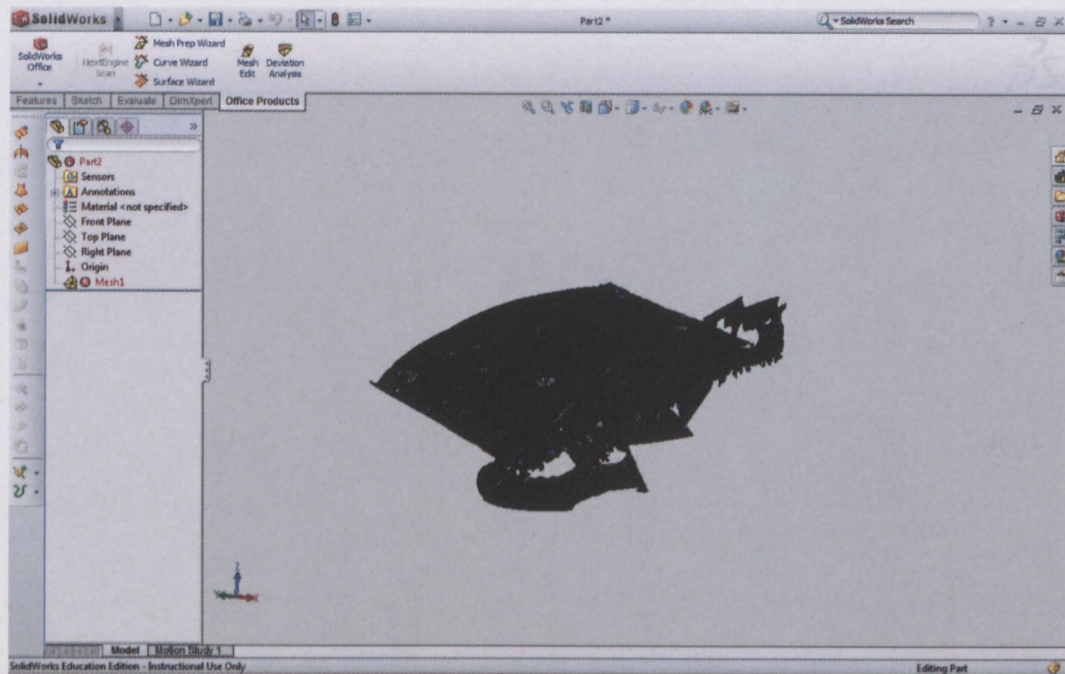 SolidWorks
Part2 *
SolidWorks Search
?
SolidWorks Office
NextEngine Scan
Mesh Prep Wizard
Curve Wizard
Surface Wizard
Mesh Edit
Deviation Analysis
Features
Sketch
Evaluate
DimXpert
Office Products
Part2
Sensors
Annotations
Material <not specified>
Front Plane
Top Plane
Right Plane
Origin
Mesh1
Z
X
Model
Motion Study 1
SolidWorks Education Edition - Instructional Use Only
Editing Part